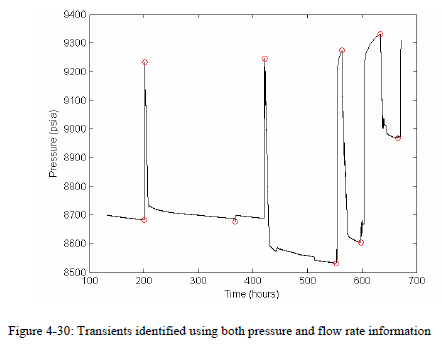 9400
9300
9200
9100
9000
8900
8800
8700
8600
8500
Pressure (psia)
100 200 300 400 500 600 700
Time (hours)
Figure 4-30: Transients identified using both pressure and flow rate information